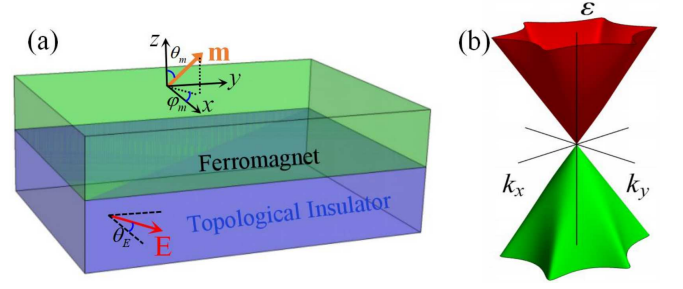 (a)
z
θm
m
y
φm
x
Ferromagnet
Topological Insulator
θE
E
(b)
ε
kx
ky